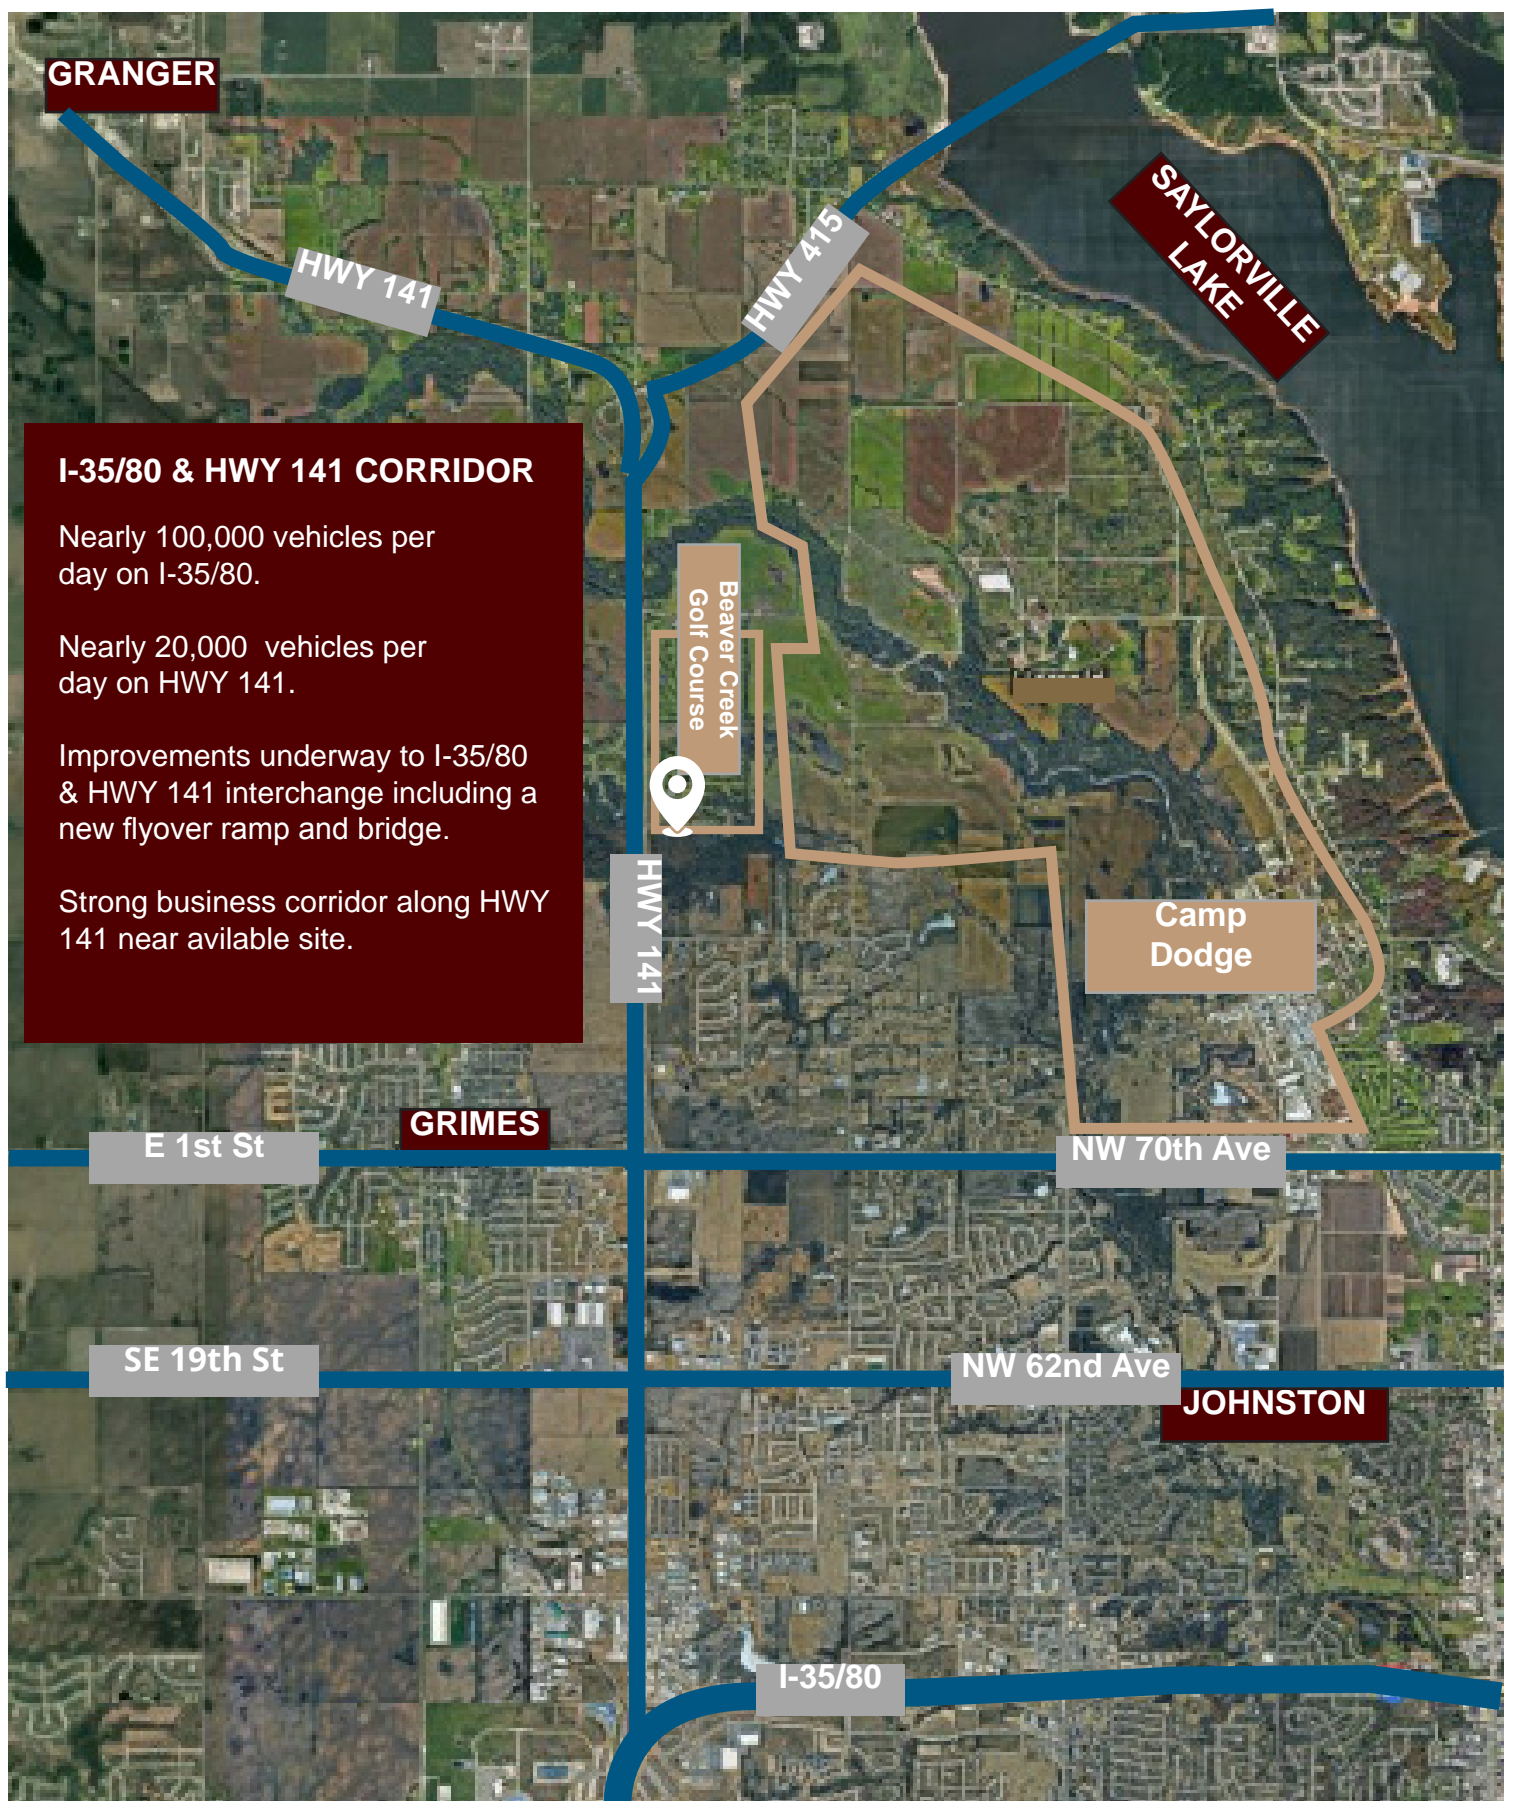 GRANGER
HWY 141
HWY 415
SAYLORVILLE
LAKE
I-35/80 & HWY 141 CORRIDOR
Nearly 100,000 vehicles per
day on I-35/80.
Nearly 20,000  vehicles per
day on HWY 141.
Improvements underway to I-35/80
& HWY 141 interchange including a
new flyover ramp and bridge.
Strong business corridor along HWY
141 near avilable site.
Beaver Creek
Golf Course
HWY 141
Camp
Dodge
GRIMES
E 1st St
NW 70th Ave
SE 19th St
NW 62nd Ave
JOHNSTON
I-35/80